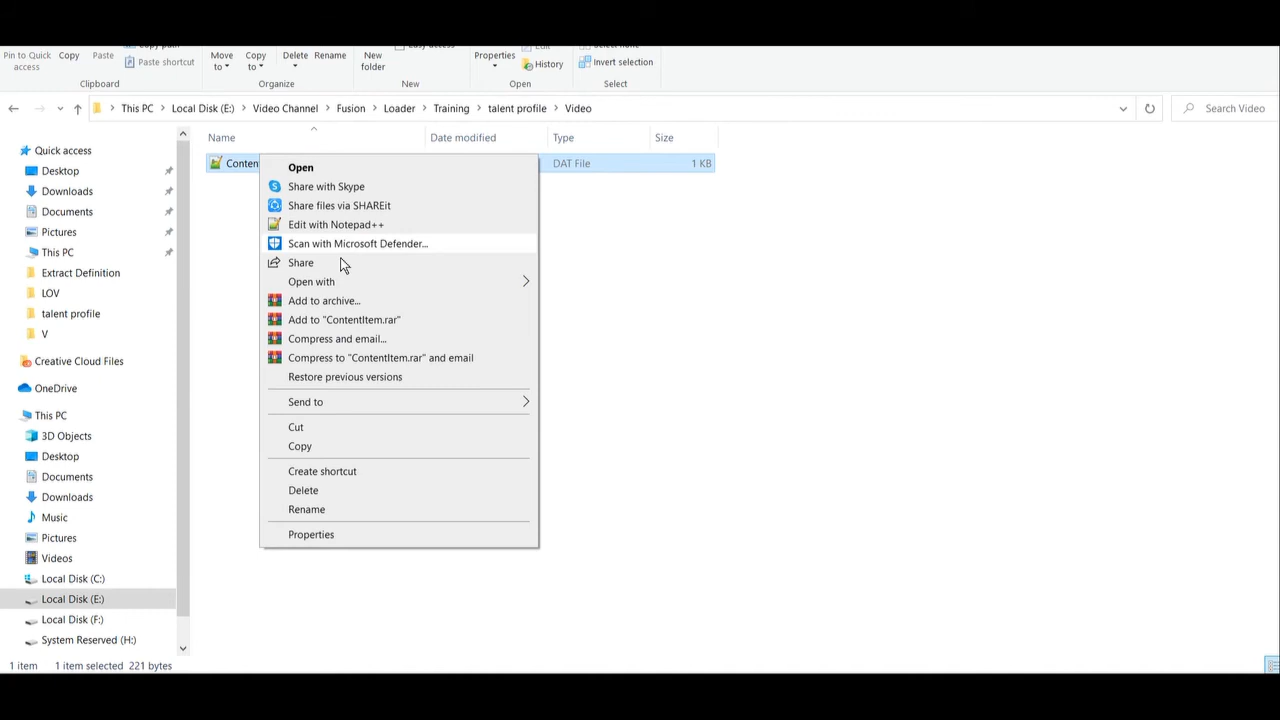 Copy path
Easy access
Edit
Select none
Pin to Quick access
Copy
Paste
Paste shortcut
Move to
Copy to
Delete
Rename
New folder
Properties
History
Invert selection
Clipboard
Organize
New
Open
Select
This PC
Local Disk (E:)
Video Channel
Fusion
Loader
Training
talent profile
Video
Search Video
Name
Date modified
Type
Size
Conten
DAT File
1 KB
Quick access
Desktop
Downloads
Documents
Pictures
This PC
Extract Definition
LOV
talent profile
V
Creative Cloud Files
OneDrive
This PC
3D Objects
Desktop
Documents
Downloads
Music
Pictures
Videos
Local Disk (C:)
Local Disk (E:)
Local Disk (F:)
System Reserved (H:)
Open
Share with Skype
Share files via SHAREit
Edit with Notepad++
Scan with Microsoft Defender...
Share
Open with
Add to archive...
Add to "ContentItem.rar"
Compress and email...
Compress to "ContentItem.rar" and email
Restore previous versions
Send to
Cut
Copy
Create shortcut
Delete
Rename
Properties
1 item
1 item selected 221 bytes